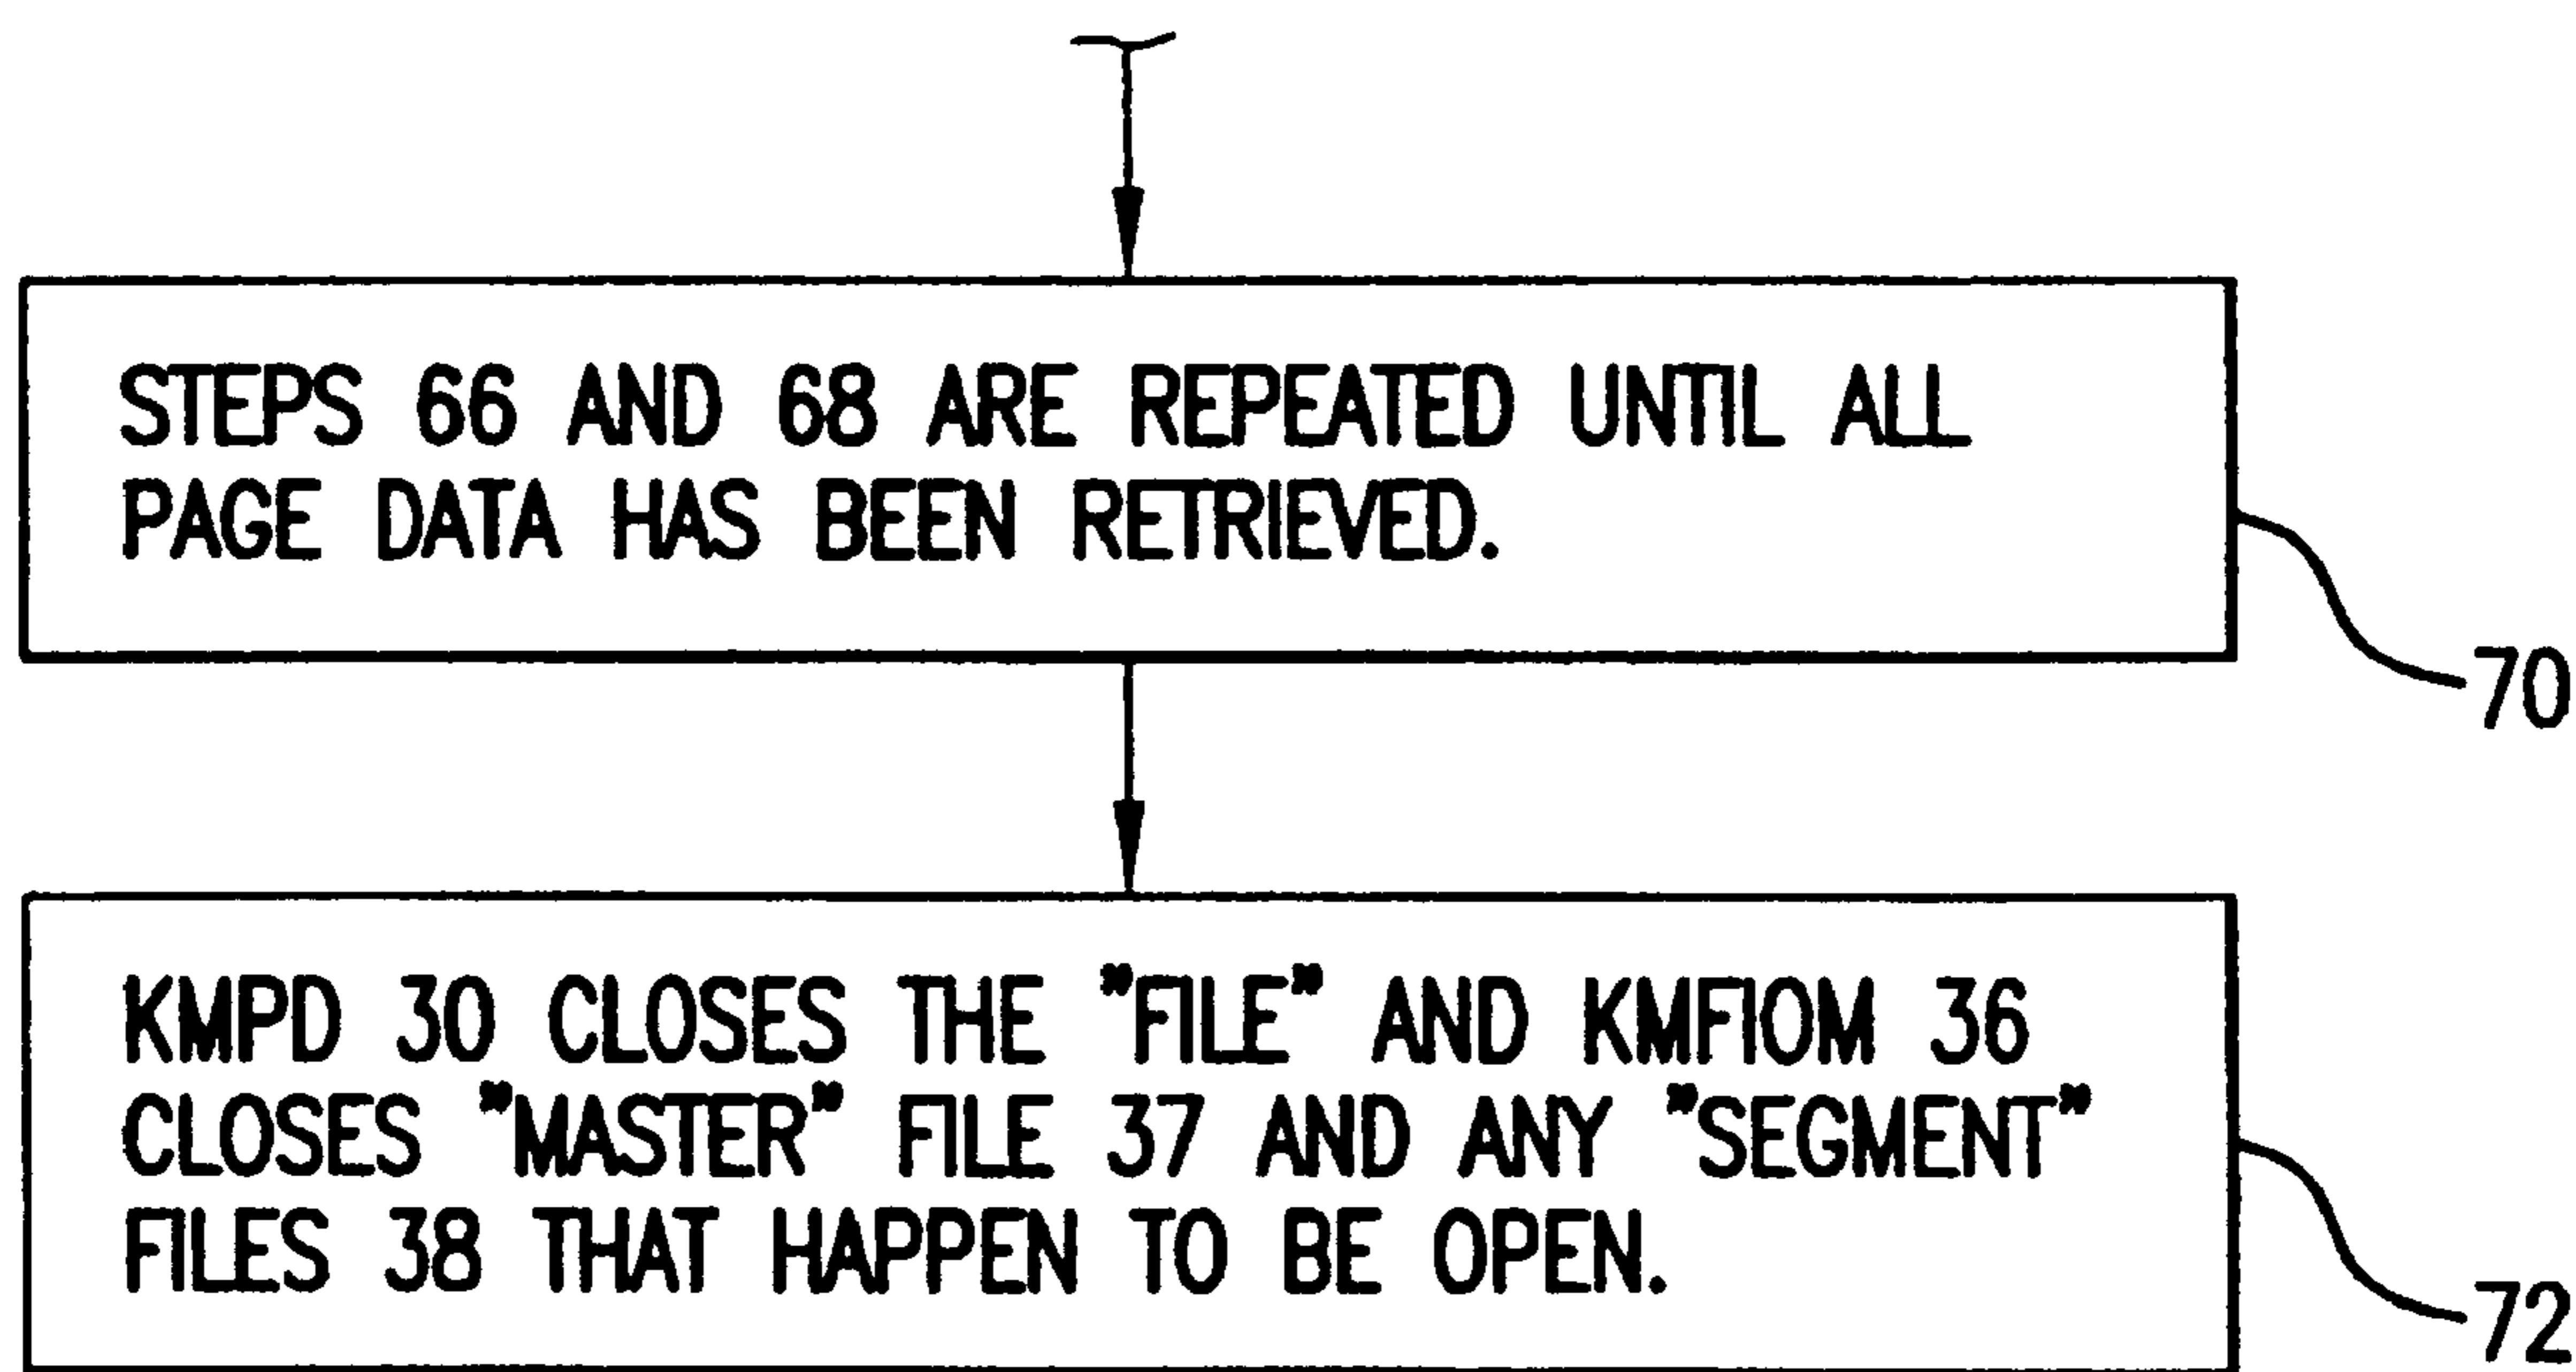 STEPS 66 AND 68 ARE REPEATED UNTIL ALL
PAGE DATA HAS BEEN RETRIEVED.
70
KMPD 30 CLOSES THE "FILE" AND KMFIOM 36
CLOSES "MASTER" FILE 37 AND ANY "SEGMENT"
FILES 38 THAT HAPPEN TO BE OPEN.
72